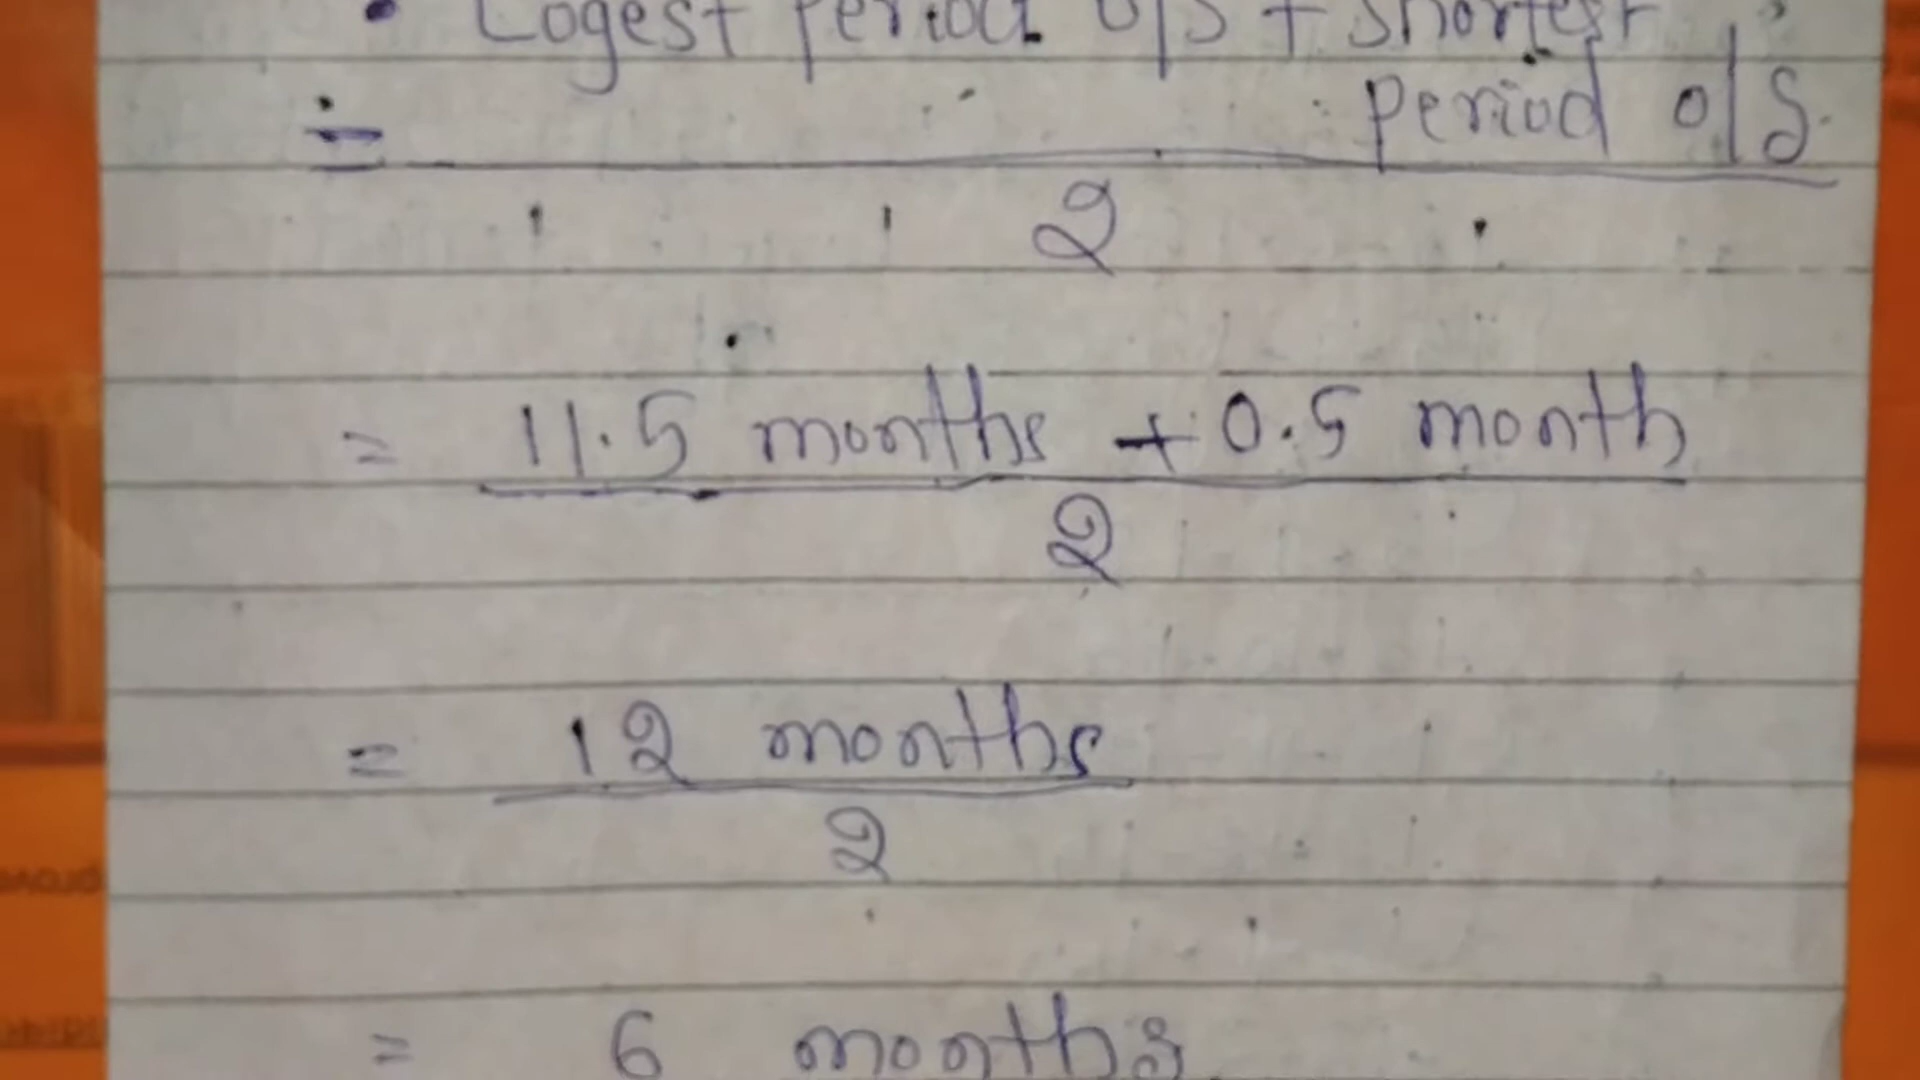 • Logest period o/s + shortest
period o/s.
=
2
= 11.5 months + 0.5 month
2
= 12 months
2
= 6 months